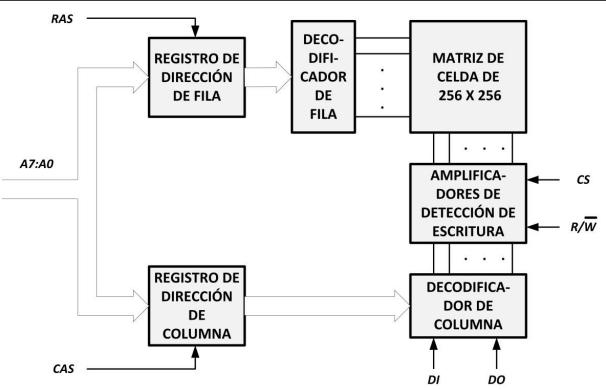 RAS
REGISTRO DE
DIRECCIÓN
DE FILA
DECO-
DIFI-
CADOR
DE
FILA
MATRIZ DE
CELDA DE
256 X 256
A7:A0
AMPLIFICA-
DORES DE
DETECCIÓN DE
ESCRITURA
CS
R/W̅
REGISTRO DE
DIRECCIÓN
DE
COLUMNA
DECODIFICA-
DOR DE
COLUMNA
CAS
DI
DO